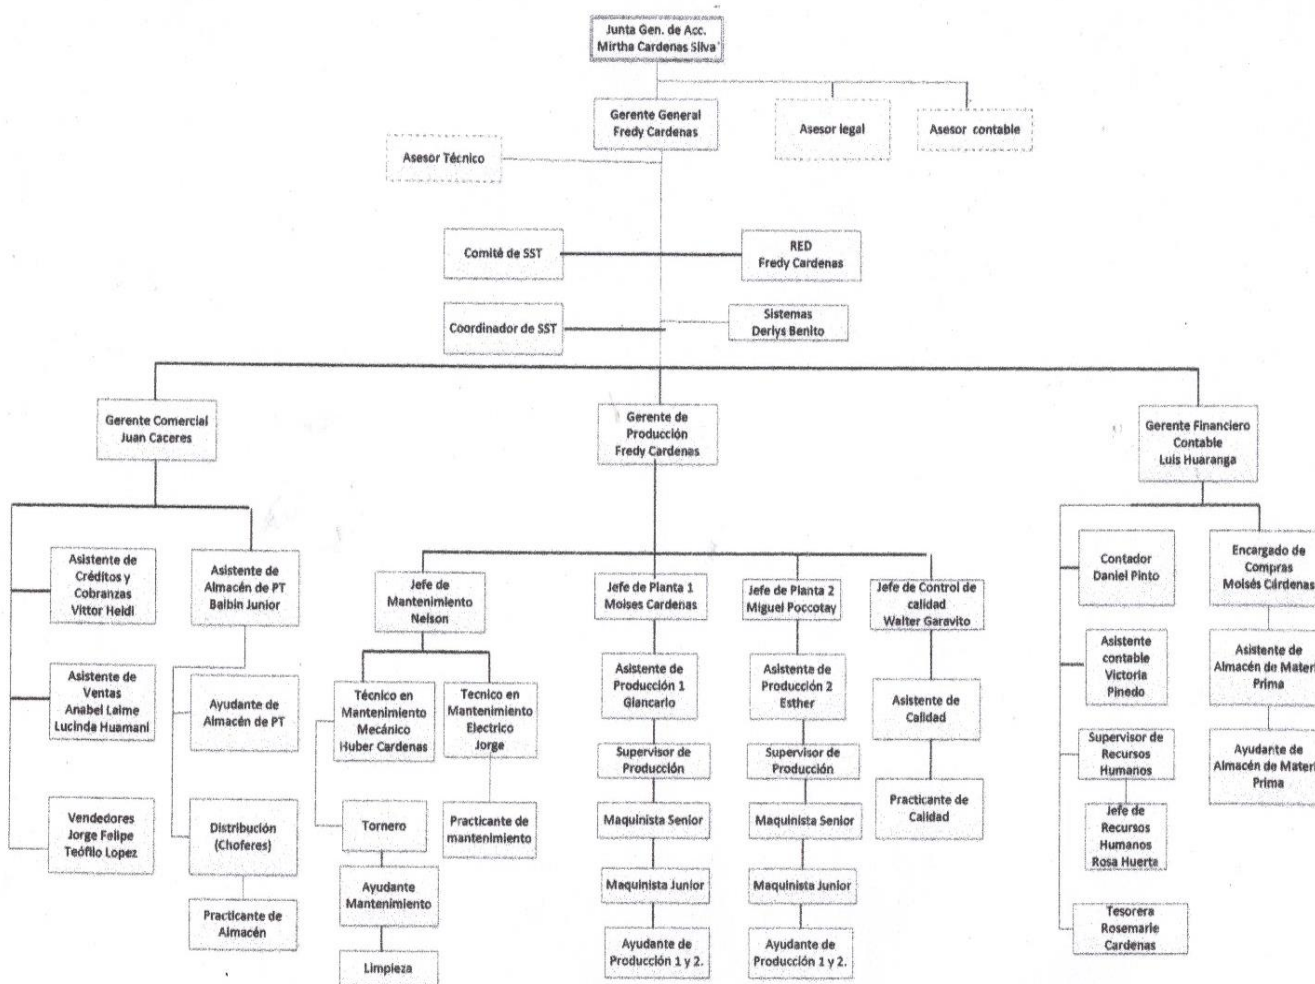 Junta Gen. de Acc.
Mirtha Cardenas Silva
Gerente General
Fredy Cardenas
Asesor legal
Asesor contable
Asesor Técnico
Comité de SST
RED
Fredy Cardenas
Coordinador de SST
Sistemas
Derlys Benito
Gerente Comercial
Juan Caceres
Gerente de
Producción
Fredy Cardenas
Gerente Financiero
Contable
Luis Huaranga
Asistente de
Créditos y
Cobranzas
Vittor Heidi
Asistente de
Almacén de PT
Balbin Junior
Asistente de
Ventas
Anabel Laime
Lucinda Huamani
Ayudante de
Almacén de PT
Vendedores
Jorge Felipe
Teófilo Lopez
Distribución
(Choferes)
Practicante de
Almacén
Jefe de
Mantenimiento
Nelson
Técnico en
Mantenimiento
Mecánico
Huber Cardenas
Tecnico en
Mantenimiento
Electrico
Jorge
Tornero
Practicante de
mantenimiento
Ayudante
Mantenimiento
Limpieza
Jefe de Planta 1
Moises Cardenas
Asistente de
Producción 1
Giancarlo
Supervisor de
Producción
Maquinista Senior
Maquinista Junior
Ayudante de
Producción 1 y 2.
Jefe de Planta 2
Miguel Poccotay
Asistente de
Producción 2
Esther
Supervisor de
Producción
Maquinista Senior
Maquinista Junior
Ayudante de
Producción 1 y 2.
Jefe de Control de
calidad
Walter Garavito
Asistente de
Calidad
Practicante de
Calidad
Contador
Daniel Pinto
Asistente
contable
Victoria
Pinedo
Supervisor de
Recursos
Humanos
Jefe de
Recursos
Humanos
Rosa Huerta
Tesorera
Rosemarie
Cardenas
Encargado de
Compras
Moisés Cárdenas
Asistente de
Almacén de Materi
Prima
Ayudante de
Almacén de Materi
Prima